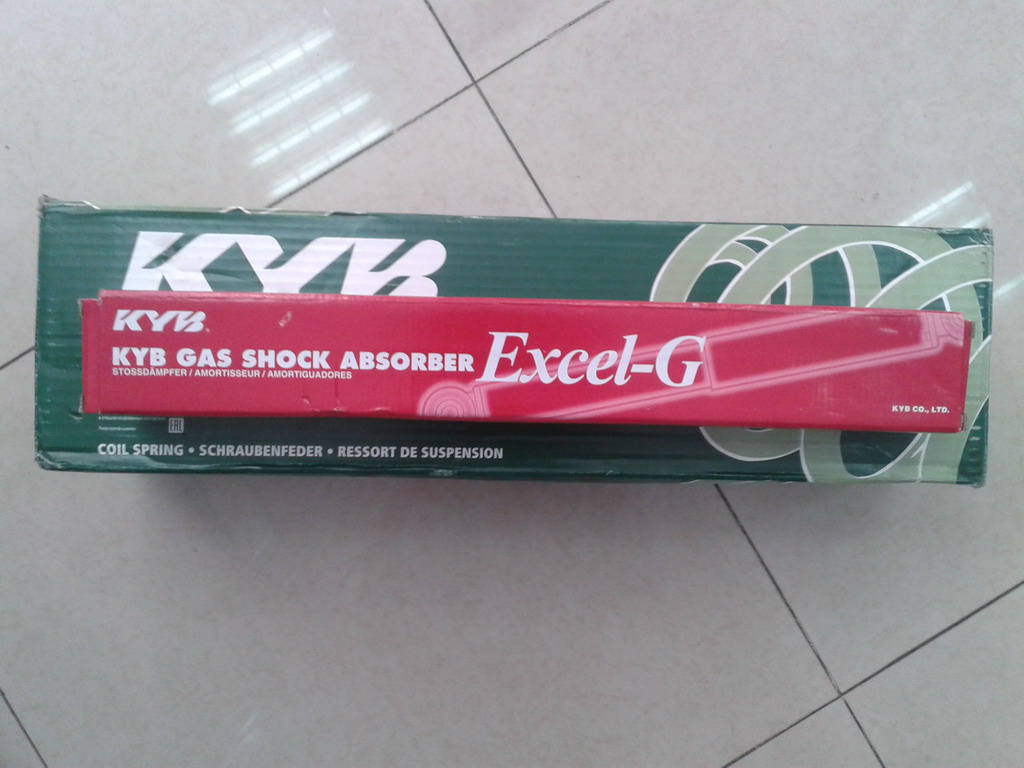 KYB
KYB
KYB GAS SHOCK ABSORBER Excel-G
STOSSDÄMPFER / AMORTISSEUR / AMORTIGUADORES
KYB CO., LTD.
EAC
COIL SPRING • SCHRAUBENFEDER • RESSORT DE SUSPENSION